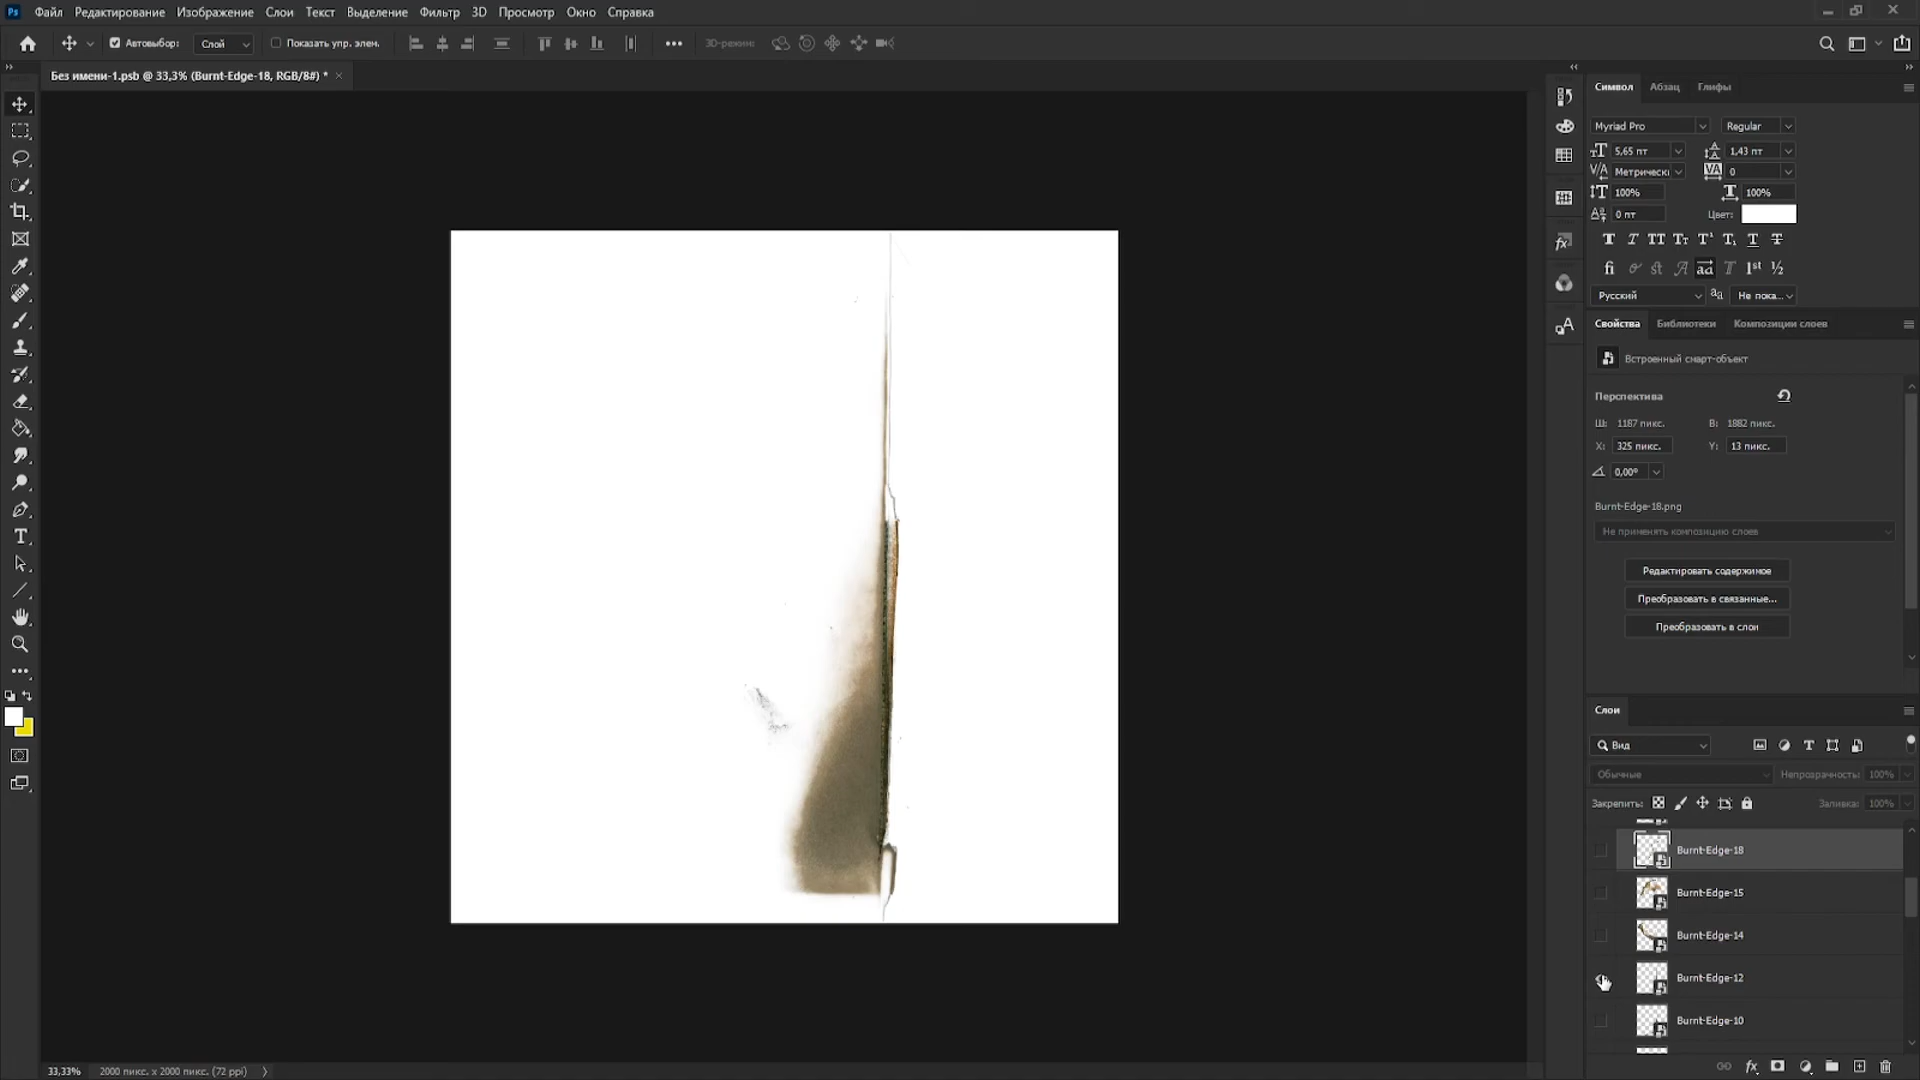 Ps Файл Редактирование Изображение Слои Текст Выделение Фильтр 3D Просмотр Окно Справка
Автовыбор: Слой Показать упр. элем. 3D-режим:
Без имени-1.psb @ 33,3% (Burnt-Edge-18, RGB/8#) *
Символ Абзац Глифы
Myriad Pro Regular
5,65 пт 1,43 пт
Метрически 0
100% 100%
0 пт Цвет:
Русский Не пока...
Свойства Библиотеки Композиции слоев
Встроенный смарт-объект
Перспектива
Ш: 1187 пикс. В: 1882 пикс.
X: 325 пикс. Y: 13 пикс.
0,00°
Burnt-Edge-18.png
Не применять композицию слоев
Редактировать содержимое
Преобразовать в связанные...
Преобразовать в слои
Слои
Вид
Обычные Непрозрачность: 100%
Закрепить: Заливка: 100%
Burnt-Edge-18
Burnt-Edge-15
Burnt-Edge-14
Burnt-Edge-12
Burnt-Edge-10
33,33% 2000 пикс. x 2000 пикс. (72 ppi)